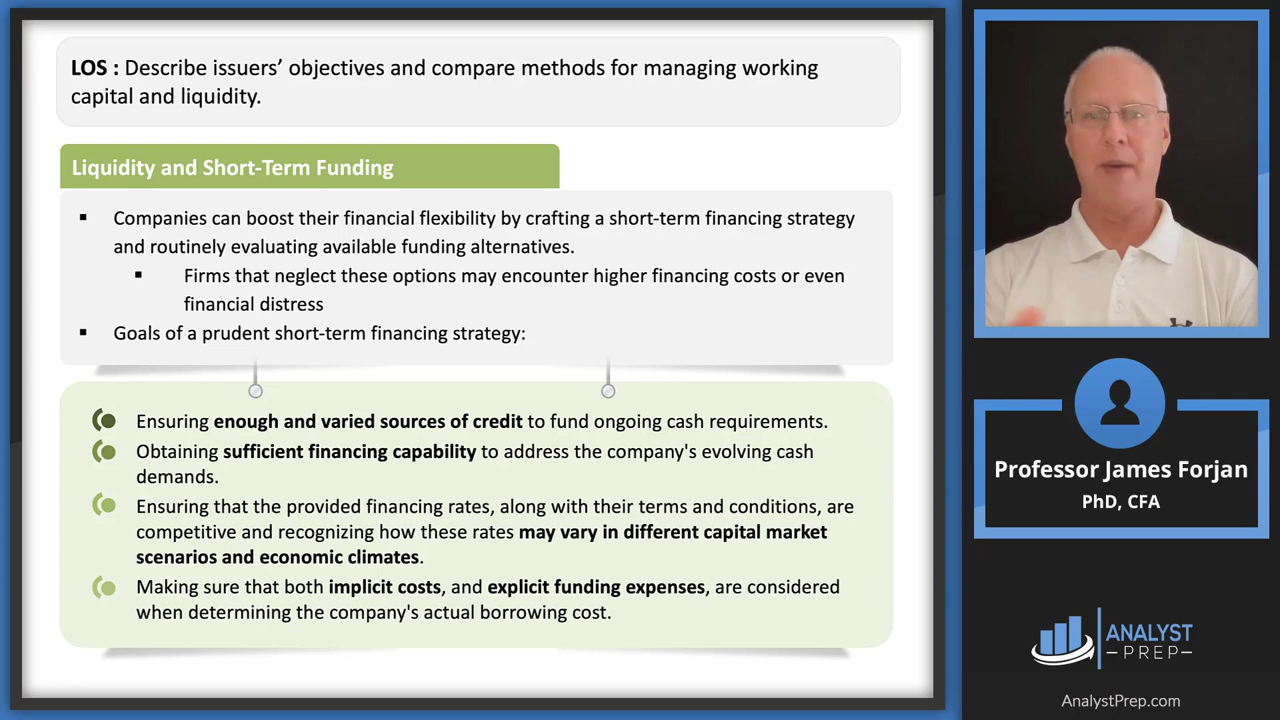 LOS : Describe issuers’ objectives and compare methods for managing working
capital and liquidity.
Liquidity and Short-Term Funding
Companies can boost their financial flexibility by crafting a short-term financing strategy
and routinely evaluating available funding alternatives.
Firms that neglect these options may encounter higher financing costs or even
financial distress
Goals of a prudent short-term financing strategy:
Ensuring enough and varied sources of credit to fund ongoing cash requirements.
Obtaining sufficient financing capability to address the company's evolving cash
demands.
Ensuring that the provided financing rates, along with their terms and conditions, are
competitive and recognizing how these rates may vary in different capital market
scenarios and economic climates.
Making sure that both implicit costs, and explicit funding expenses, are considered
when determining the company's actual borrowing cost.
Professor James Forjan
PhD, CFA
ANALYST
PREP
AnalystPrep.com